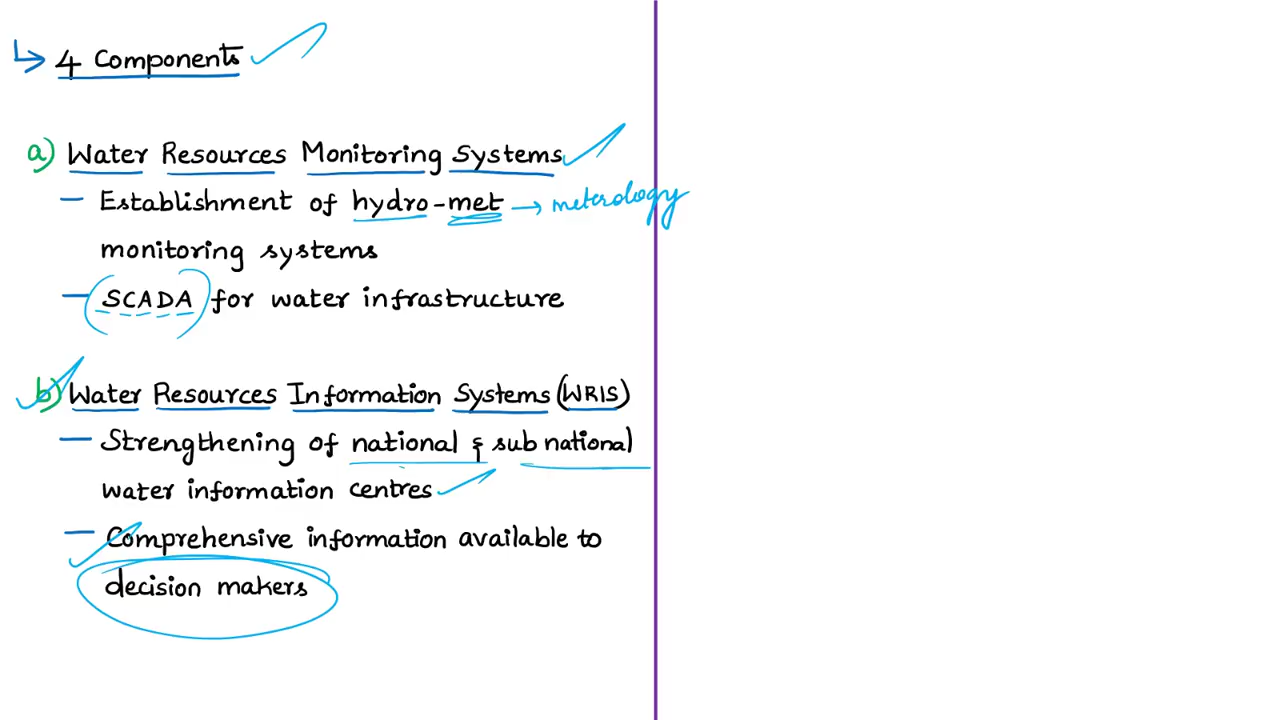 ↳ 4 Components
a) Water Resources Monitoring Systems
– Establishment of hydro-met → meterology
monitoring systems
– SCADA for water infrastructure
b) Water Resources Information Systems (WRIS)
– Strengthening of national & sub national
water information centres
– Comprehensive information available to
decision makers